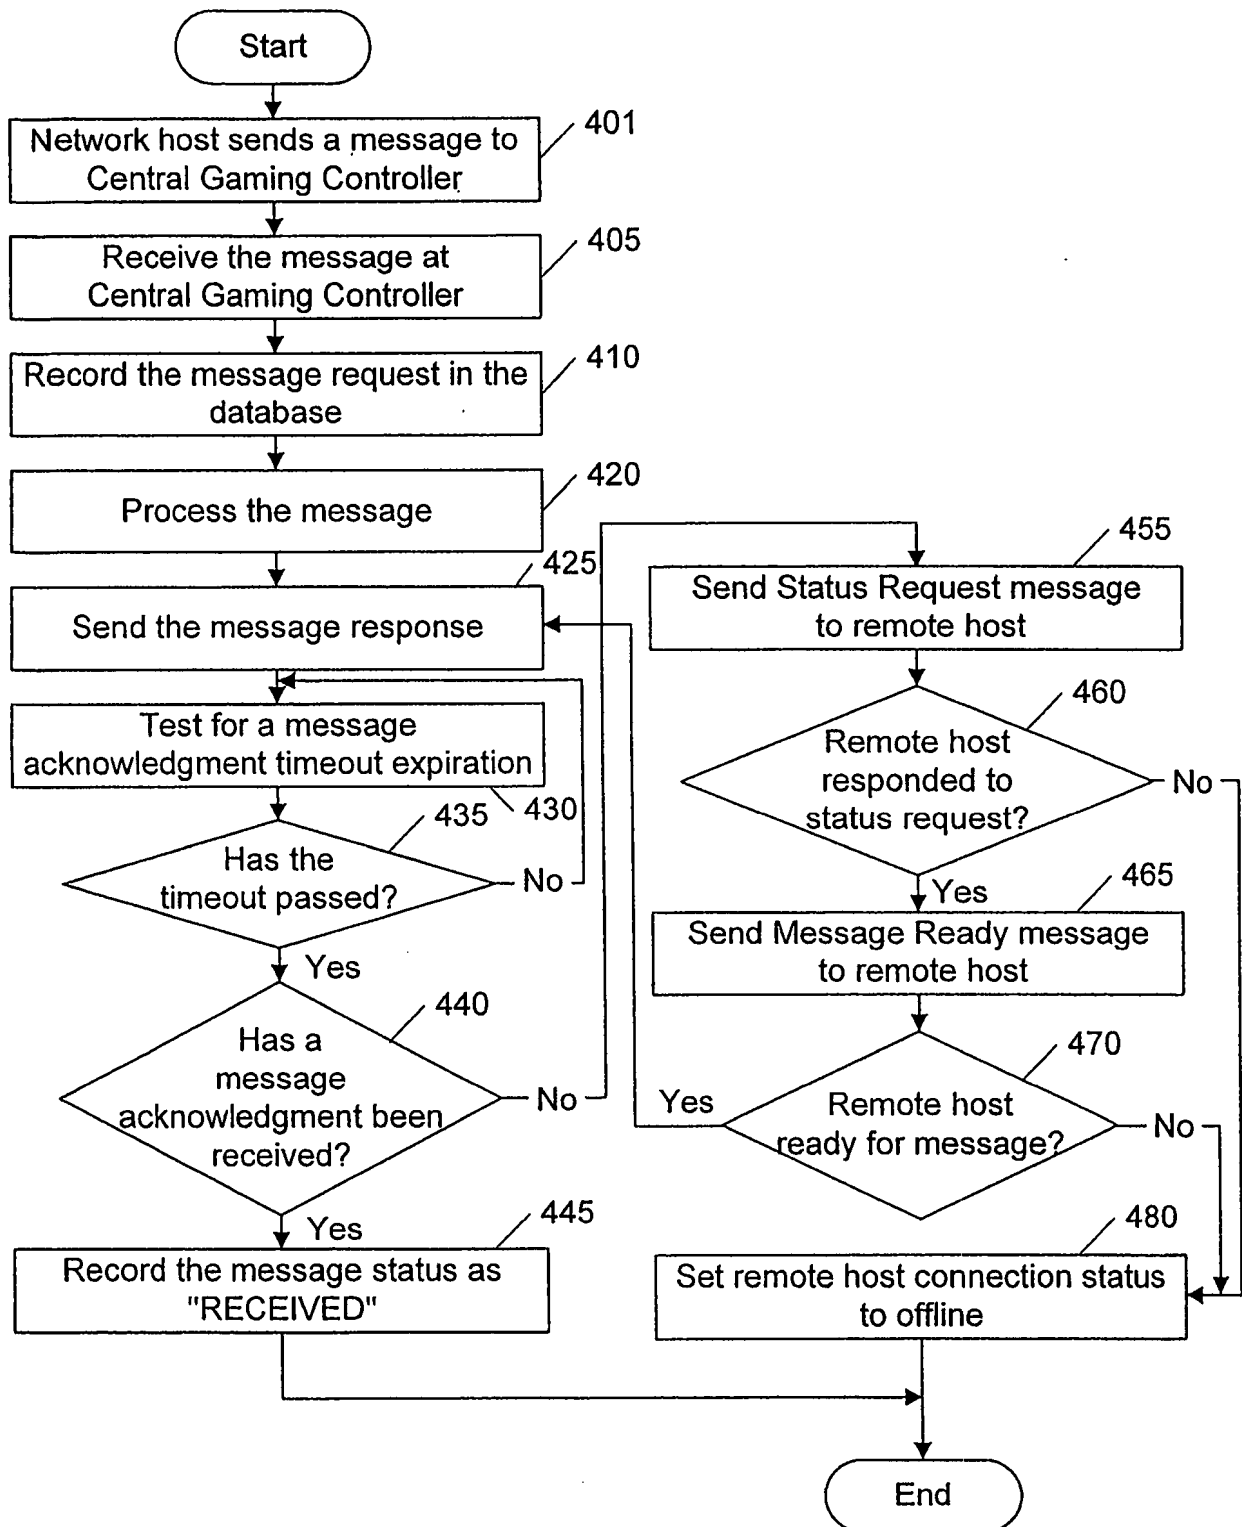 Start
401
Network host sends a message to
Central Gaming Controller
405
Receive the message at
Central Gaming Controller
410
Record the message request in the
database
420
Process the message
425
Send the message response
Test for a message
acknowledgment timeout expiration
430
435
Has the
timeout passed?
No
Yes
440
Has a
message
acknowledgment been
received?
No
Yes
445
Record the message status as
"RECEIVED"
455
Send Status Request message
to remote host
460
Remote host
responded to
status request?
No
Yes
465
Send Message Ready message
to remote host
470
Remote host
ready for message?
Yes
No
480
Set remote host connection status
to offline
End